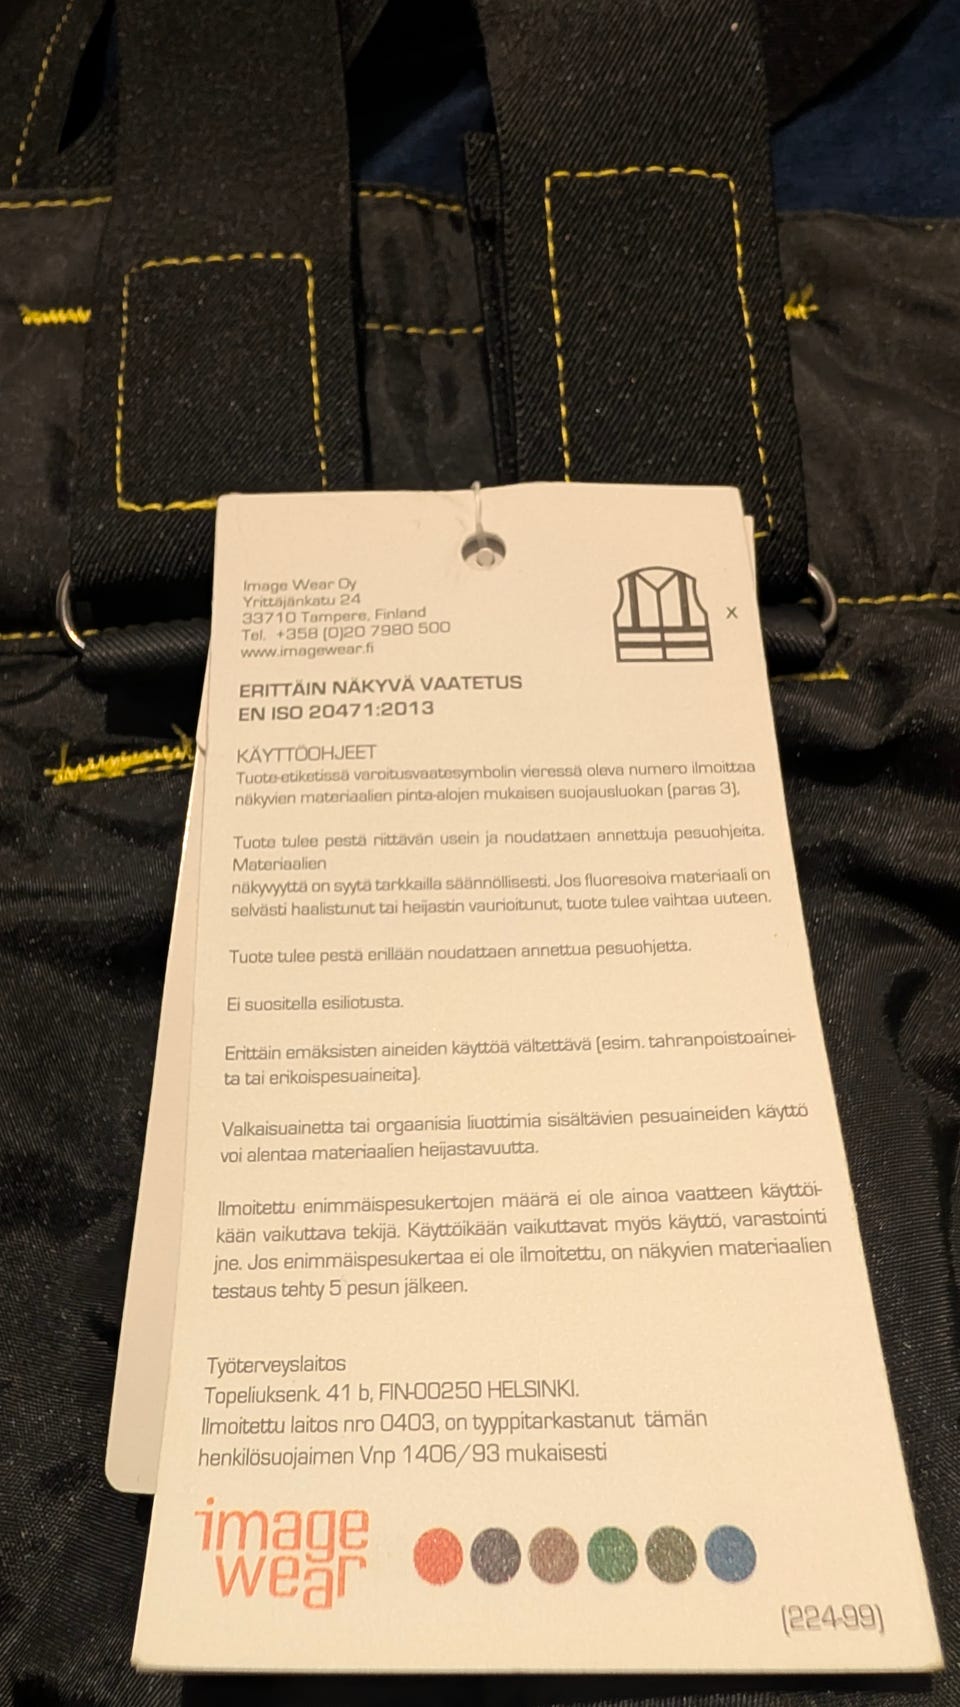 Image Wear Oy
Yrittäjänkatu 24
33710 Tampere, Finland
Tel. +358 (0)20 7980 500
www.imagewear.fi
x
ERITTÄIN NÄKYVÄ VAATETUS
EN ISO 20471:2013
KÄYTTÖOHJEET
Tuote-etiketissä varoitusvaatesymbolin vieressä oleva numero ilmoittaa
näkyvien materiaalien pinta-alojen mukaisen suojausluokan (paras 3).
Tuote tulee pestä riittävän usein ja noudattaen annettuja pesuohjeita.
Materiaalien
näkyvyyttä on syytä tarkkailla säännöllisesti. Jos fluoresoiva materiaali on
selvästi haalistunut tai heijastin vaurioitunut, tuote tulee vaihtaa uuteen.
Tuote tulee pestä erillään noudattaen annettua pesuohjetta.
Ei suositella esiliotusta.
Erittäin emäksisten aineiden käyttöä vältettävä (esim. tahranpoistoainei-
ta tai erikoispesuaineita).
Valkaisuainetta tai orgaanisia liuottimia sisältävien pesuaineiden käyttö
voi alentaa materiaalien heijastavuutta.
Ilmoitettu enimmäispesukertojen määrä ei ole ainoa vaatteen käyttöi-
kään vaikuttava tekijä. Käyttöikään vaikuttavat myös käyttö, varastointi
jne. Jos enimmäispesukertaa ei ole ilmoitettu, on näkyvien materiaalien
testaus tehty 5 pesun jälkeen.
Työterveyslaitos
Topeliuksenk. 41 b, FIN-00250 HELSINKI.
Ilmoitettu laitos nro 0403, on tyyppitarkastanut tämän
henkilösuojaimen Vnp 1406/93 mukaisesti
image
wear
(224-99)